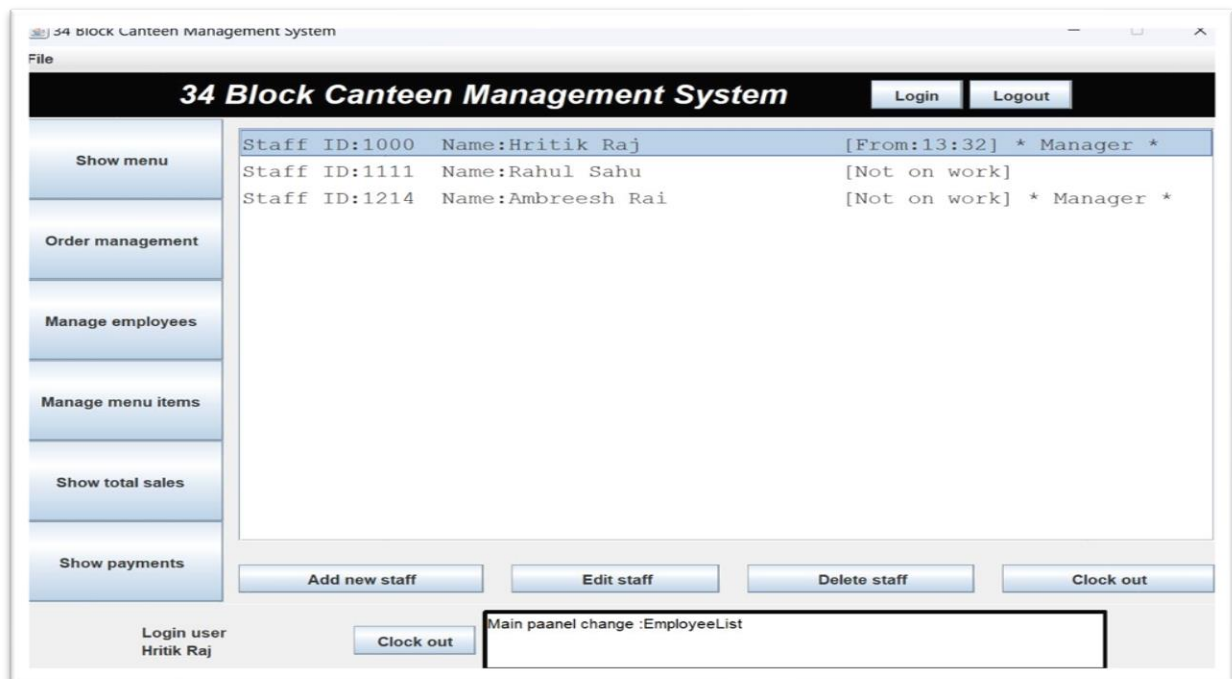 34 Block Canteen Management System
File
34 Block Canteen Management System
Login
Logout
Show menu
Order management
Manage employees
Manage menu items
Show total sales
Show payments
Staff ID:1000 Name:Hritik Raj [From:13:32] * Manager *
Staff ID:1111 Name:Rahul Sahu [Not on work]
Staff ID:1214 Name:Ambreesh Rai [Not on work] * Manager *
Add new staff
Edit staff
Delete staff
Clock out
Login user
Hritik Raj
Clock out
Main paanel change :EmployeeList